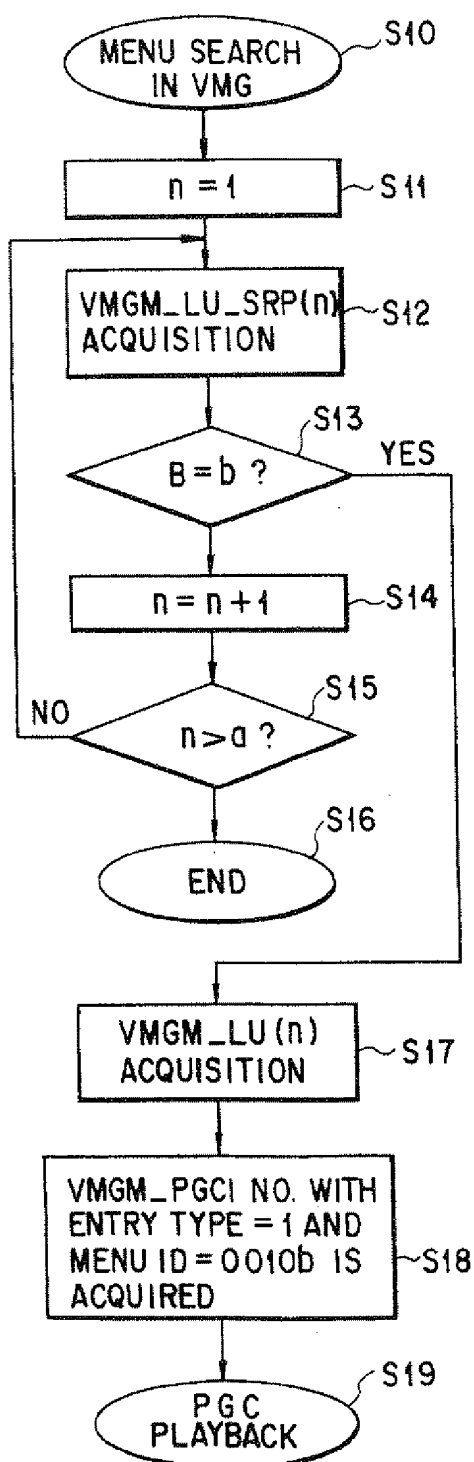 S10
MENU SEARCH
IN VMG
n = 1
S11
VMGM_LU_SRP(n)
ACQUISITION
S12
S13
B = b ?
YES
n = n + 1
S14
S15
NO
n > a ?
S16
END
VMGM_LU (n)
ACQUISITION
S17
VMGM_PGCI NO. WITH
ENTRY TYPE = 1 AND
MENU ID = 0010b IS
ACQUIRED
S18
S19
PGC
PLAYBACK